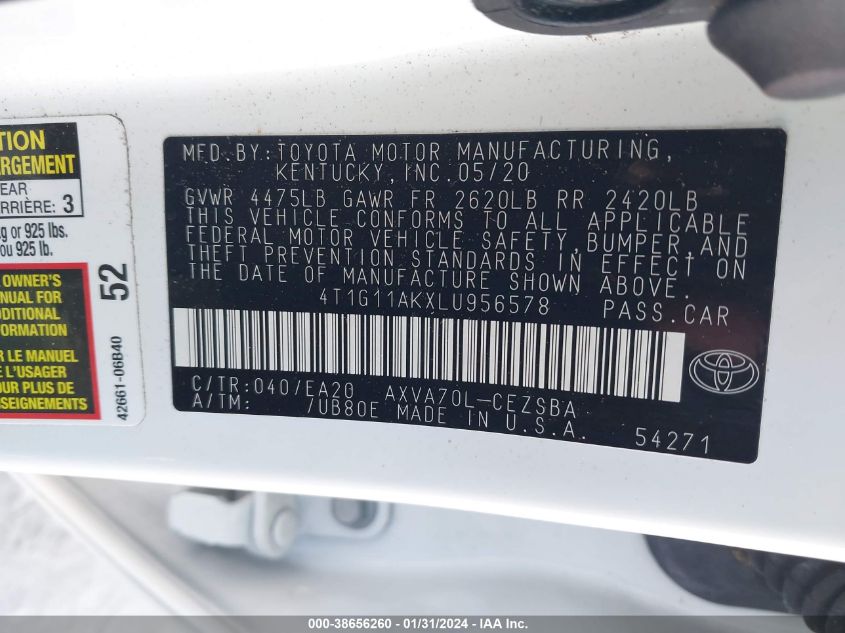 TION
ERGEMENT
EAR
RRIÈRE: 3
g or 925 lbs.
ou 925 lb.
OWNER'S
NUAL FOR
DDITIONAL
ORMATION
R LE MANUEL
E L'USAGER
OUR PLUS DE
SEIGNEMENTS
52
42661-06B40
MFD. BY: TOYOTA MOTOR MANUFACTURING,
KENTUCKY, INC. 05/20
GVWR 4475LB GAWR FR 2620LB RR 2420LB
THIS VEHICLE CONFORMS TO ALL APPLICABLE
FEDERAL MOTOR VEHICLE SAFETY, BUMPER, AND
THEFT PREVENTION STANDARDS IN EFFECT ON
THE DATE OF MANUFACTURE SHOWN ABOVE.
4T1G11AKXLU956578 PASS. CAR
C/TR: 040/EA20 AXVA70L-CEZSBA
A/TM: /UB80E MADE IN U.S.A.
54271
000-38656260 - 01/31/2024 - IAA Inc.